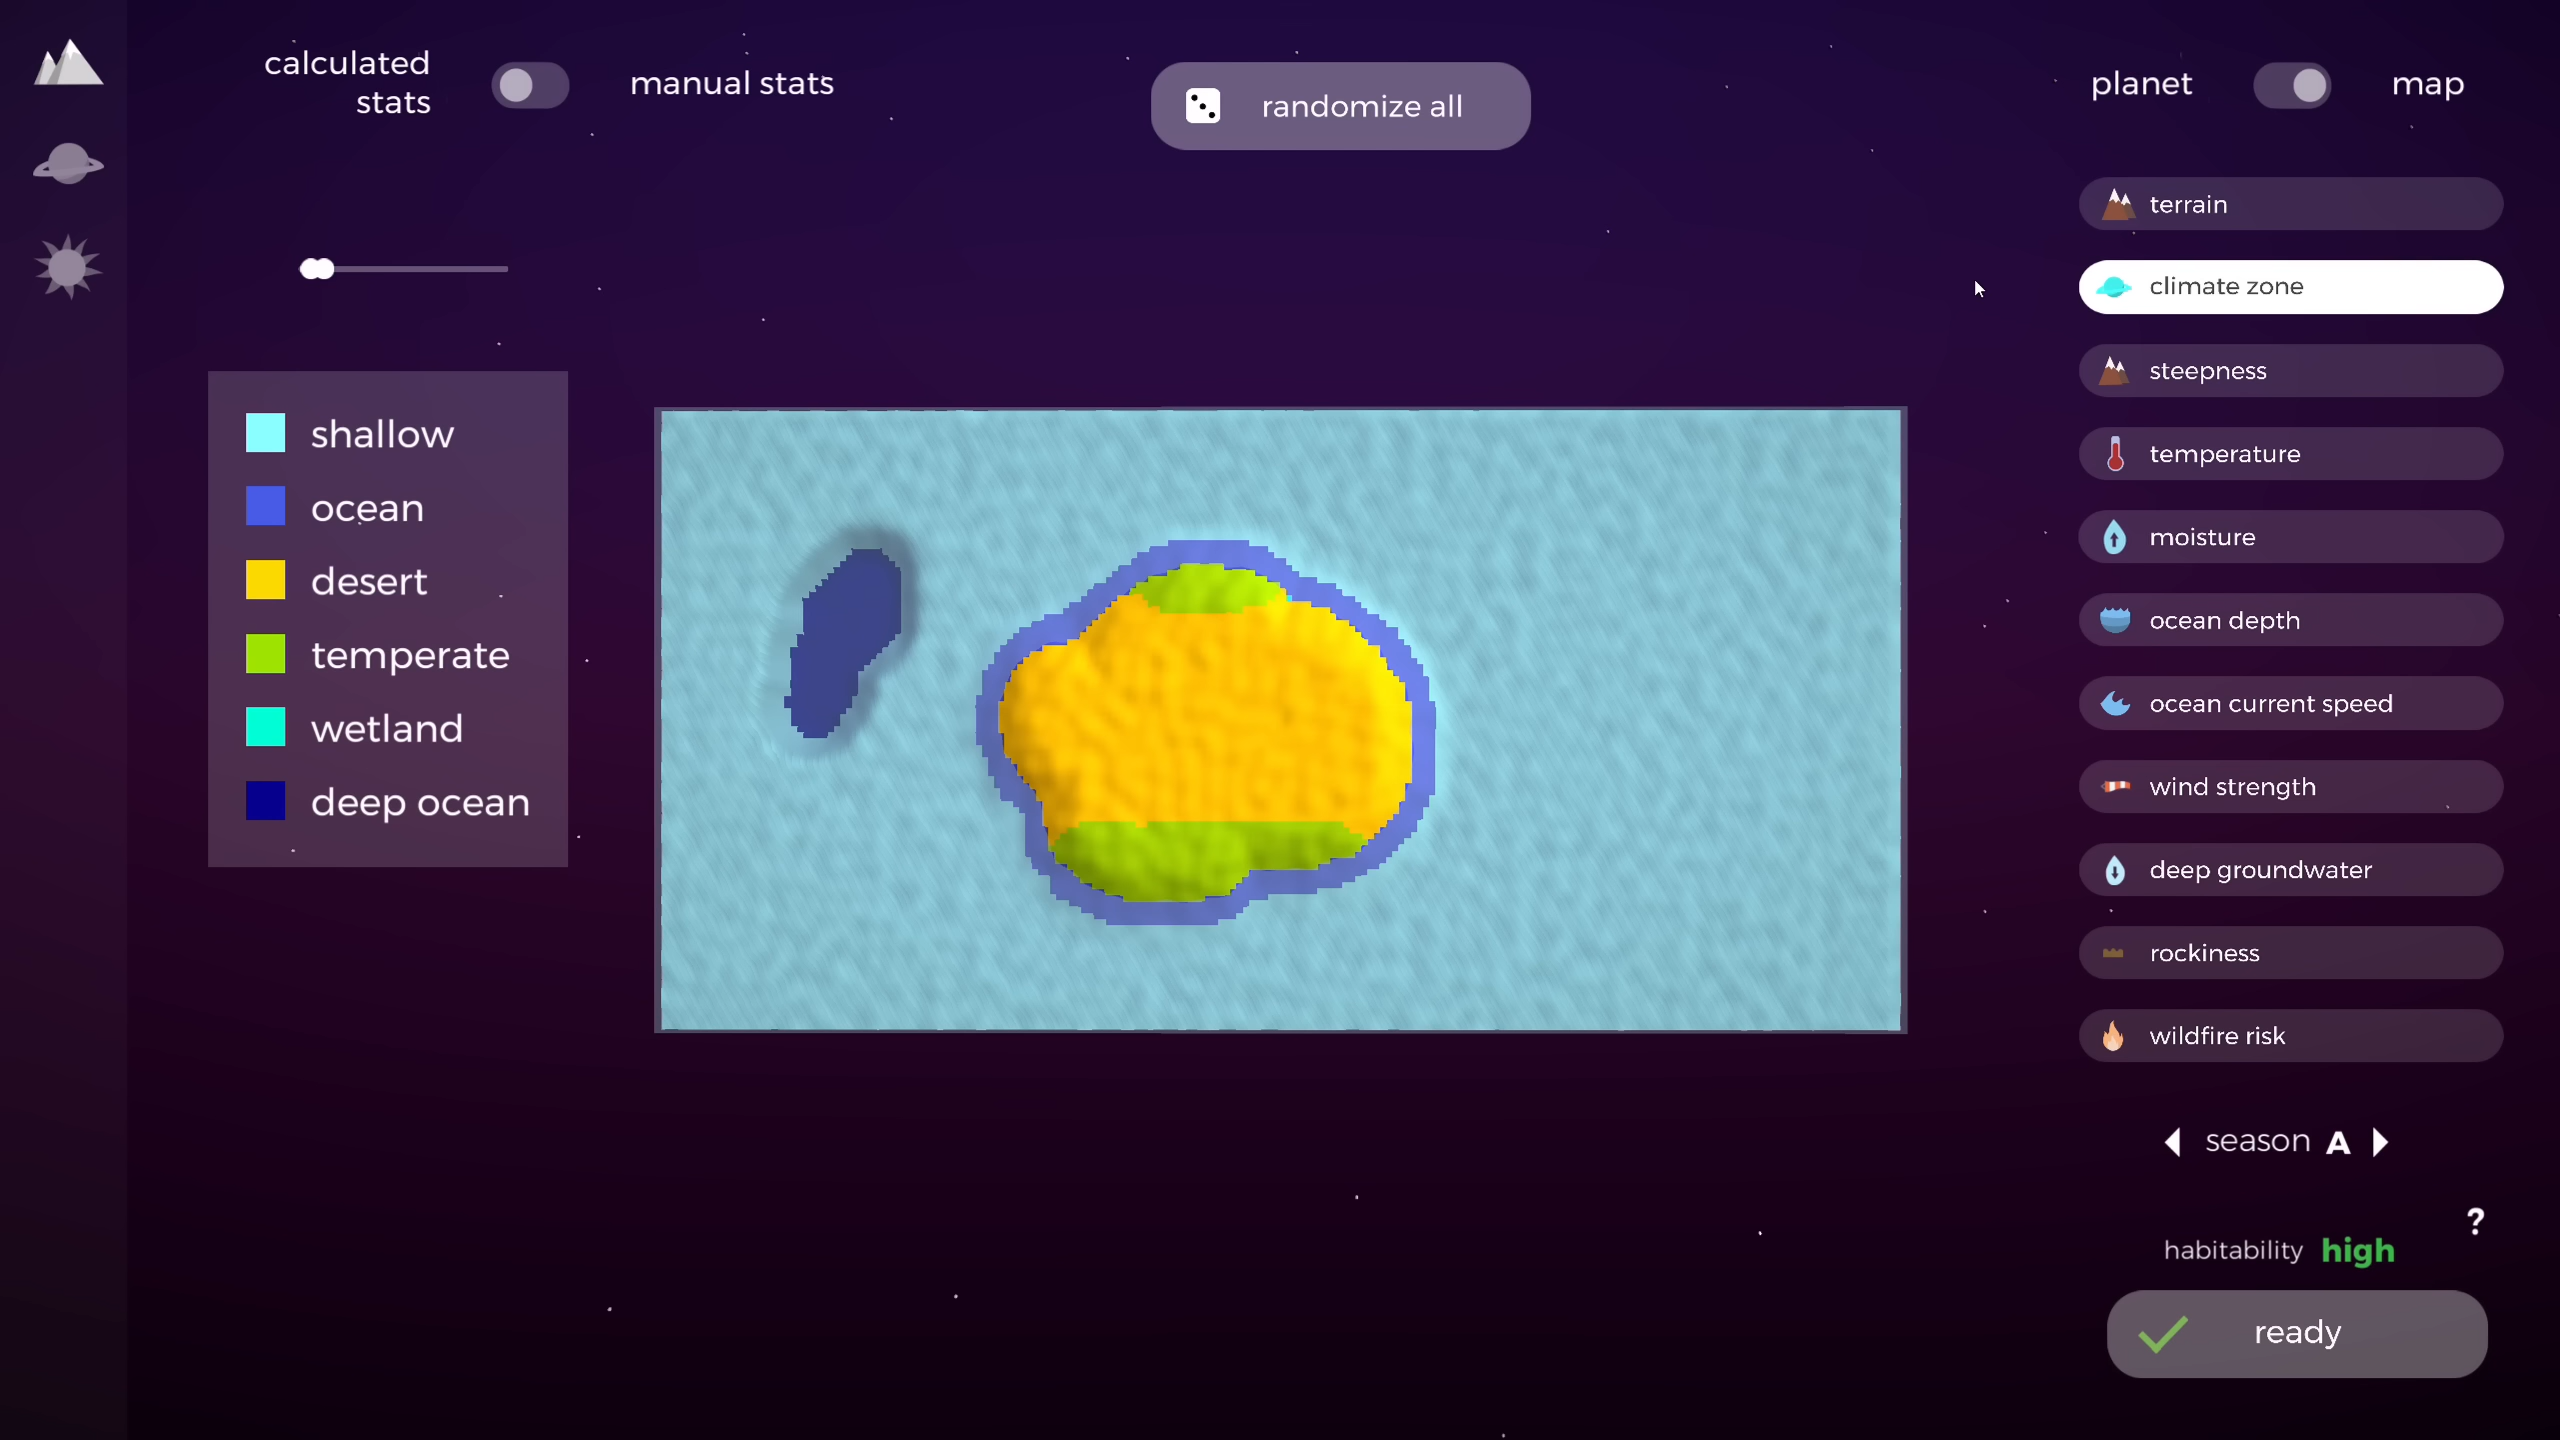 calculated
stats
manual stats
randomize all
planet
map
terrain
climate zone
steepness
temperature
moisture
ocean depth
ocean current speed
wind strength
deep groundwater
rockiness
wildfire risk
shallow
ocean
desert
temperate
wetland
deep ocean
season A
?
habitability high
ready